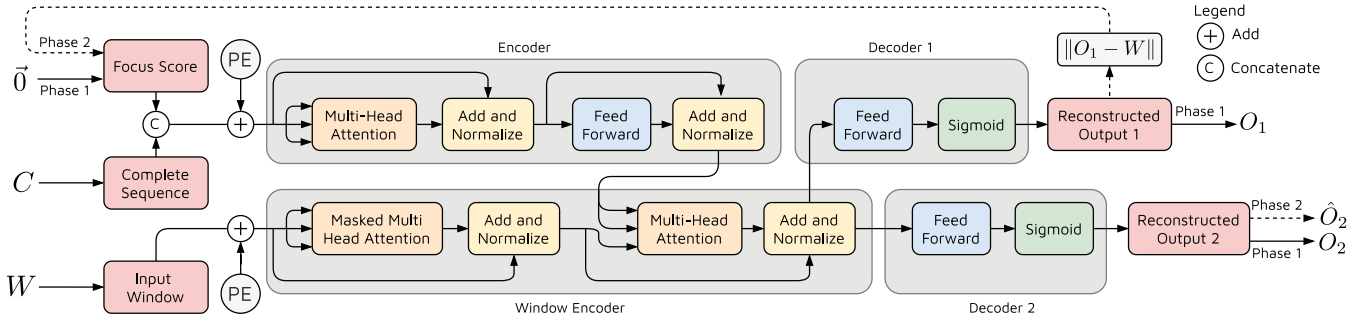 Phase 2
$\vec{0}$
Phase 1
Focus Score
PE
C
C
Complete
Sequence
W
Input
Window
PE
Encoder
Multi-Head
Attention
Add and
Normalize
Feed
Forward
Add and
Normalize
Masked Multi
Head Attention
Add and
Normalize
Multi-Head
Attention
Add and
Normalize
Window Encoder
Decoder 1
Feed
Forward
Sigmoid
Reconstructed
Output 1
‖O₁ − W‖
Phase 1
O₁
Decoder 2
Feed
Forward
Sigmoid
Reconstructed
Output 2
Phase 2
Ô₂
Phase 1
O₂
Legend
+ Add
C Concatenate